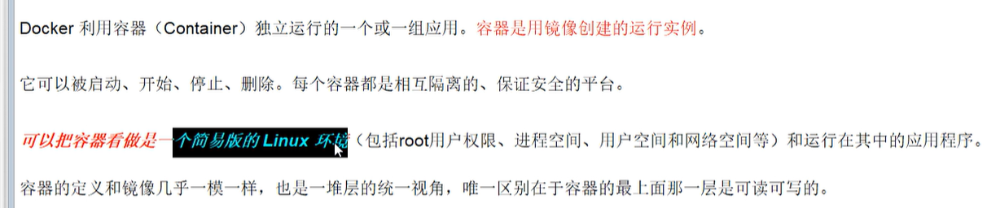 Docker 利用容器（Container）独立运行的一个或一组应用。容器是用镜像创建的运行实例。
它可以被启动、开始、停止、删除。每个容器都是相互隔离的、保证安全的平台。
可以把容器看做是一个简易版的 Linux 环境（包括root用户权限、进程空间、用户空间和网络空间等）和运行在其中的应用程序。
容器的定义和镜像几乎一模一样，也是一堆层的统一视角，唯一区别在于容器的最上面那一层是可读可写的。